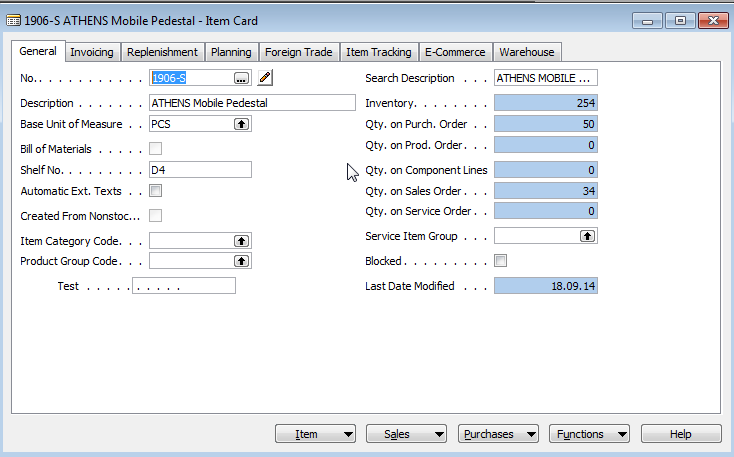 1906-S ATHENS Mobile Pedestal - Item Card
General Invoicing Replenishment Planning Foreign Trade Item Tracking E-Commerce Warehouse
No. . . . . . . . . . . . 1906-S ...
Description . . . . . . . . ATHENS Mobile Pedestal
Base Unit of Measure . . PCS
Bill of Materials . . . . .
Shelf No. . . . . . . . . . D4
Automatic Ext. Texts . .
Created From Nonstoc...
Item Category Code. . .
Product Group Code. . .
Test . . . . . . . . . .
Search Description . . . ATHENS MOBILE ...
Inventory. . . . . . . . 254
Qty. on Purch. Order . . 50
Qty. on Prod. Order. . . 0
Qty. on Component Lines 0
Qty. on Sales Order. . . 34
Qty. on Service Order. . 0
Service Item Group . . .
Blocked . . . . . . . . .
Last Date Modified . . . 18.09.14
Item Sales Purchases Functions Help